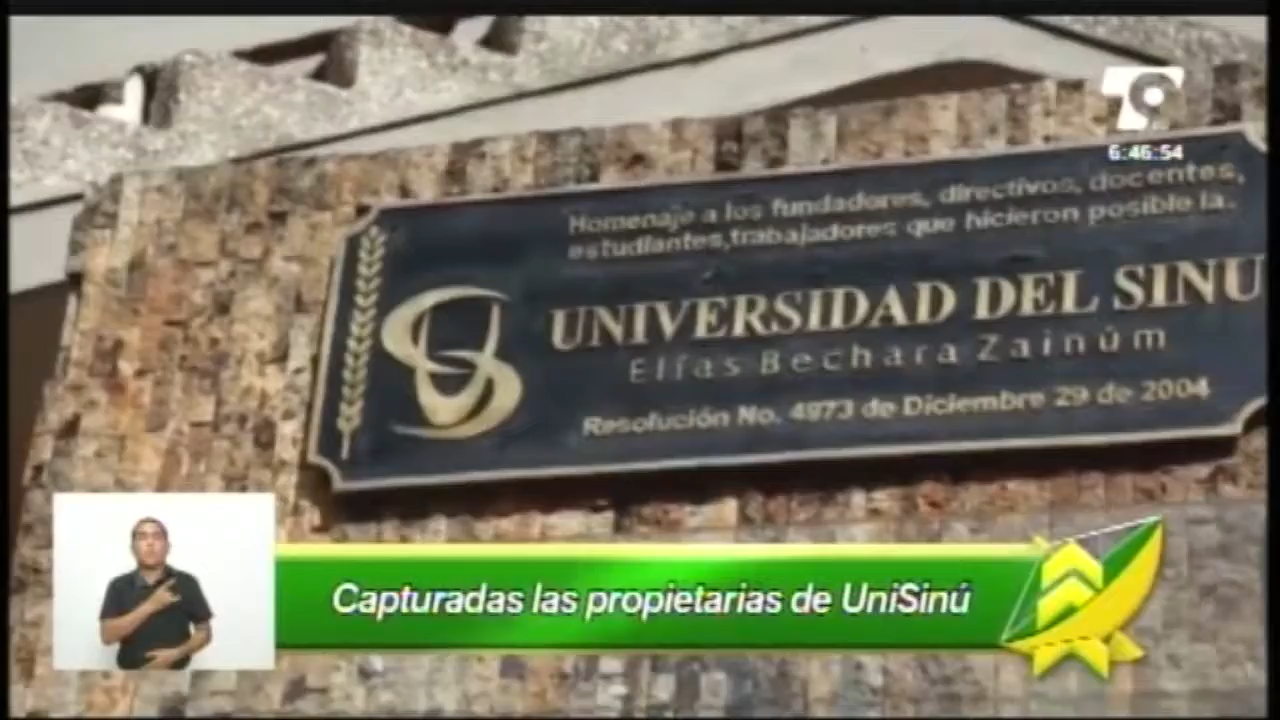 6:46:54
Homenaje a los fundadores, directivos, docentes,
estudiantes,trabajadores que hicieron posible la.
UNIVERSIDAD DEL SINU
Elías Bechara Zainúm
Resolución No. 4973 de Diciembre 29 de 2004
Capturadas las propietarias de UniSinú